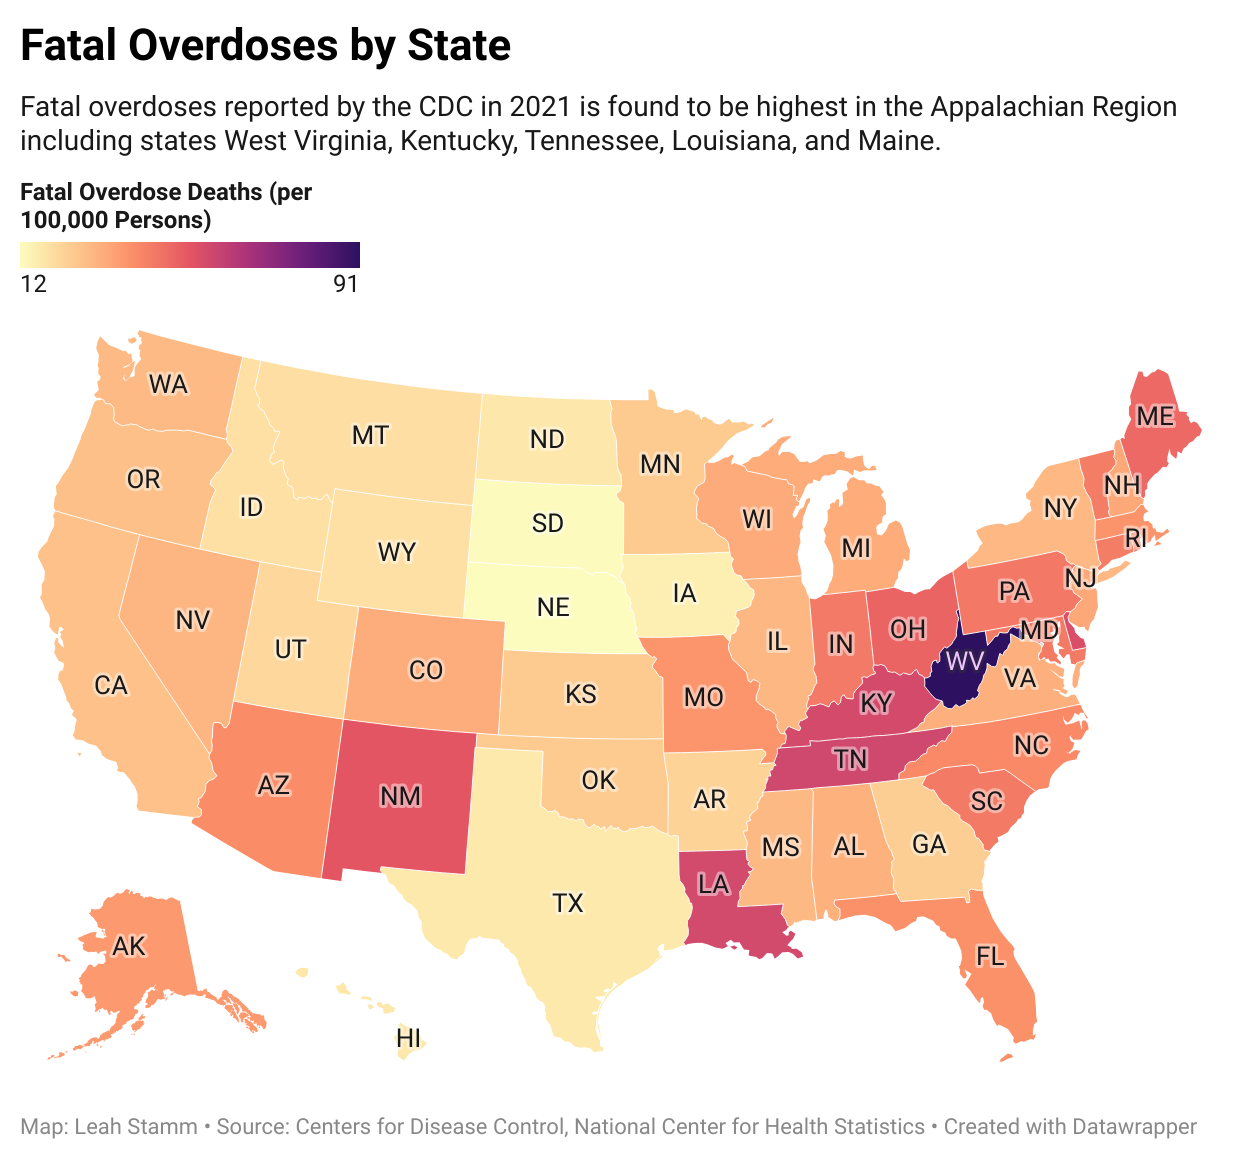 Fatal Overdoses by State
Fatal overdoses reported by the CDC in 2021 is found to be highest in the Appalachian Region
including states West Virginia, Kentucky, Tennessee, Louisiana, and Maine.
Fatal Overdose Deaths (per
100,000 Persons)
12 91
WA
ME
MT
ND
MN
OR
NH
ID
NY
SD
WI
RI
MI
WY
NJ
IA
PA
NE
NV
OH
MD
IL
IN
UT
WV
CO
VA
CA
KS
MO
KY
NC
TN
OK
AZ
NM
AR
SC
MS
AL
GA
LA
TX
AK
FL
HI
Map: Leah Stamm • Source: Centers for Disease Control, National Center for Health Statistics • Created with Datawrapper